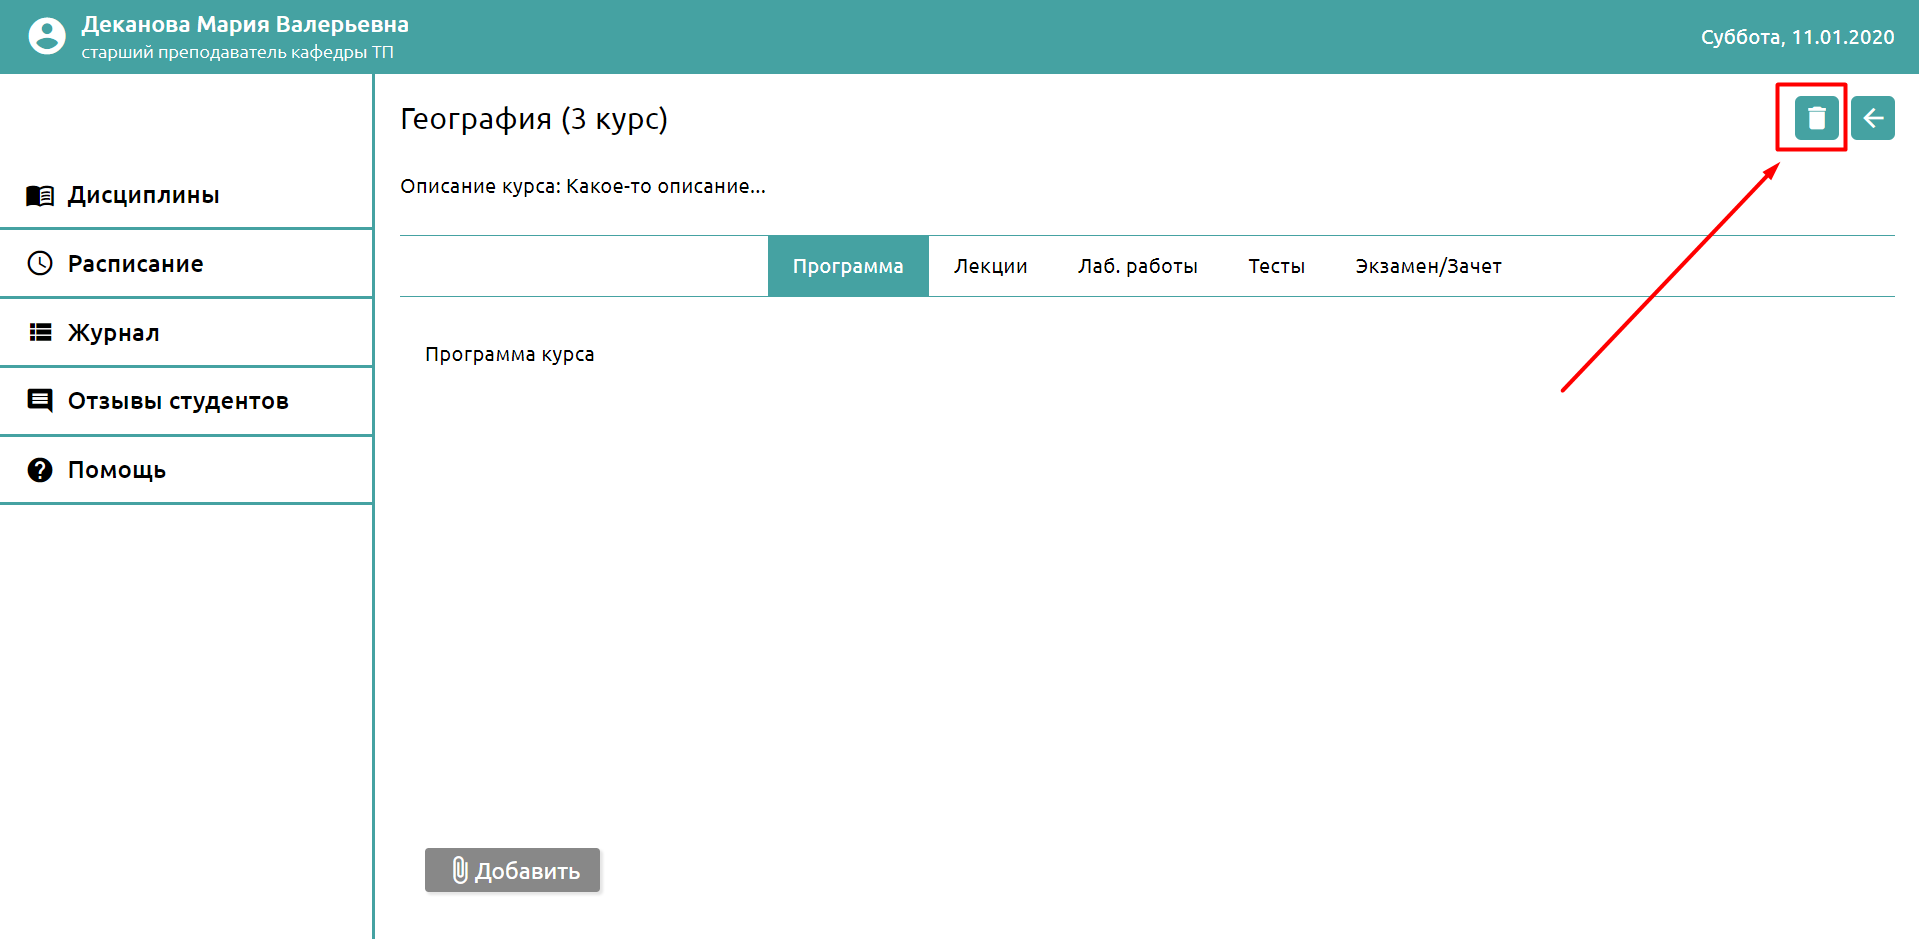 Деканова Мария Валерьевна
старший преподаватель кафедры ТП
Суббота, 11.01.2020
Дисциплины
Расписание
Журнал
Отзывы студентов
Помощь
География (3 курс)
Описание курса: Какое-то описание...
Программа Лекции Лаб. работы Тесты Экзамен/Зачет
Программа курса
Добавить